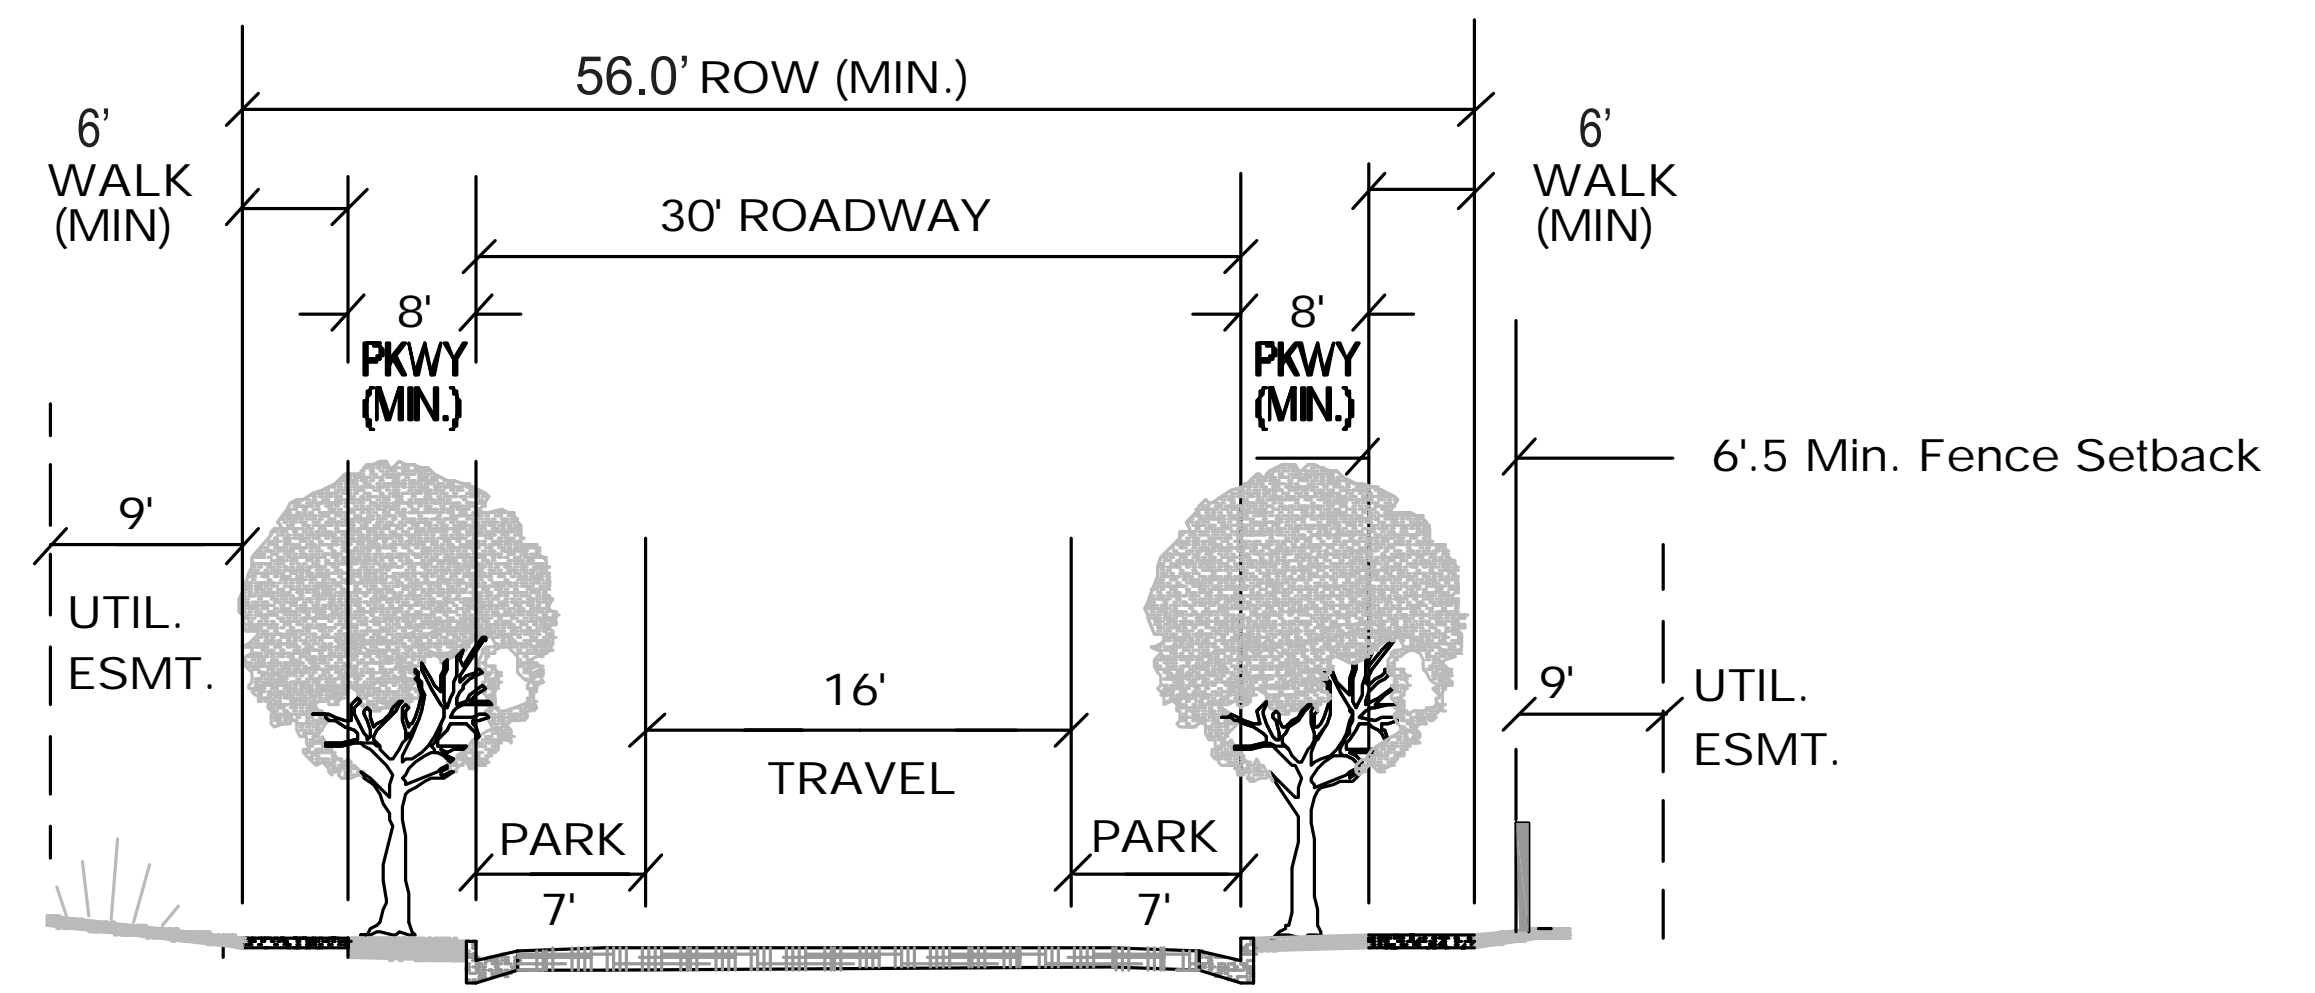 56.0’ ROW (MIN.)
6’
WALK
(MIN)
6’
WALK
(MIN)
30' ROADWAY
8'
PKWY
(MIN.)
8'
PKWY
(MIN.)
6'.5 Min. Fence Setback
9'
UTIL.
ESMT.
16'
TRAVEL
9'
UTIL.
ESMT.
PARK
7'
PARK
7'